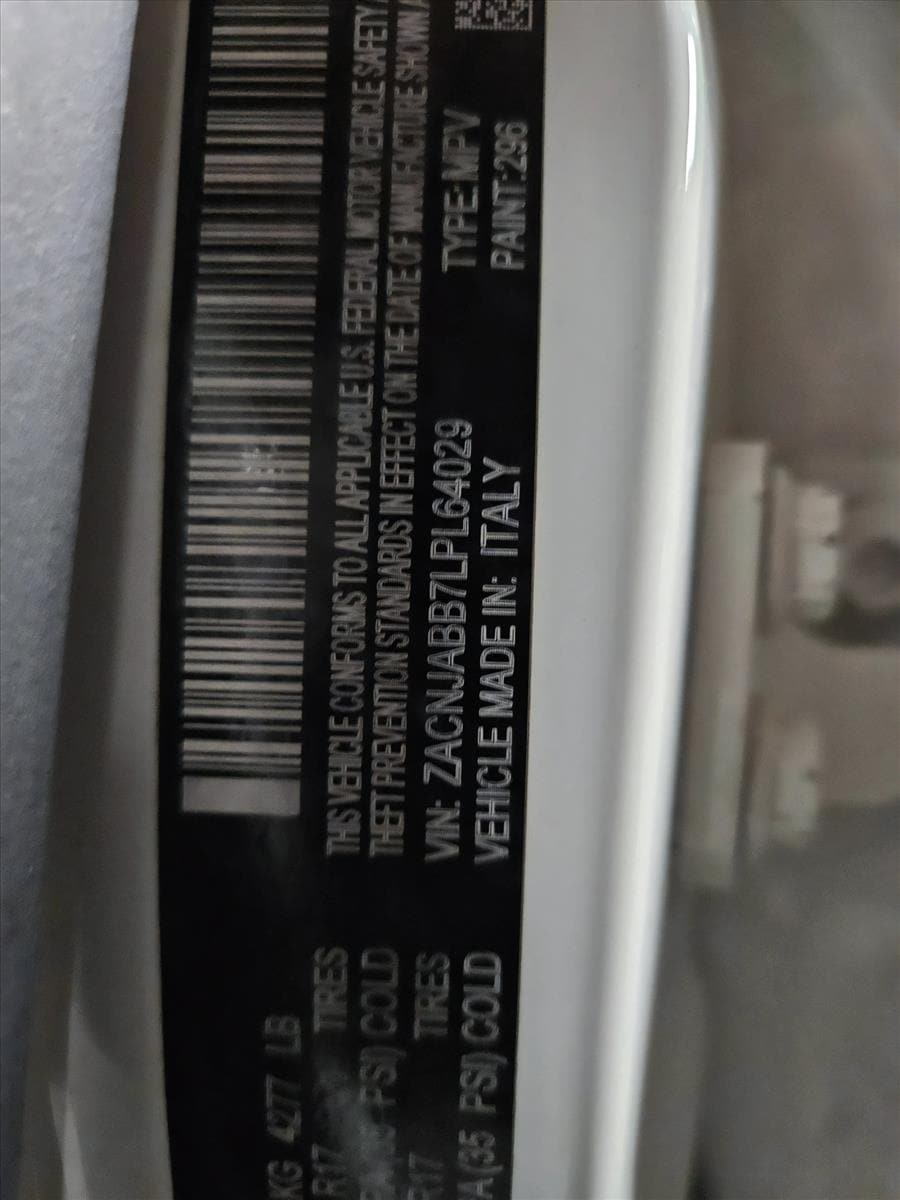 KG 4277 LB
R17 TIRES
PSI) COLD
R17 TIRES
A(35 PSI) COLD
THIS VEHICLE CONFORMS TO ALL APPLICABLE U.S. FEDERAL MOTOR VEHICLE SAFETY
THEFT PREVENTION STANDARDS IN EFFECT ON THE DATE OF MANUFACTURE SHOWN
VIN: ZACNJABB7LPL64029 TYPE: MPV
VEHICLE MADE IN: ITALY PAINT:296